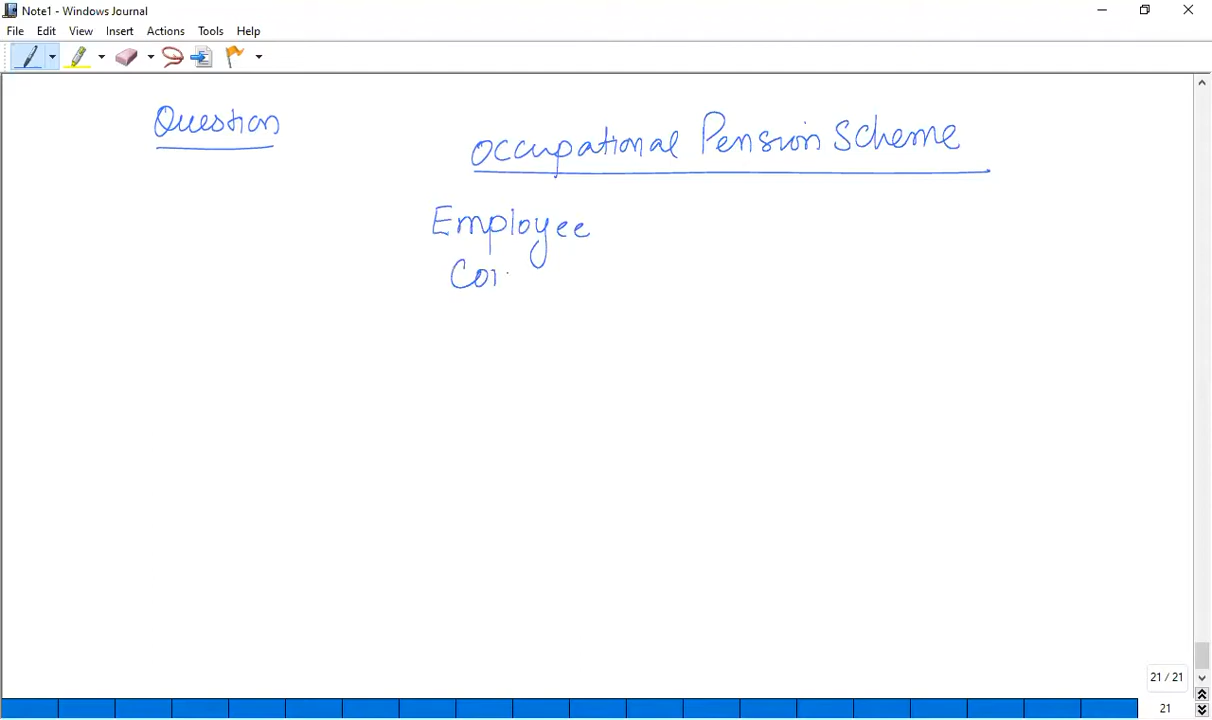 Note1 - Windows Journal
File Edit View Insert Actions Tools Help
Question
Occupational Pension Scheme
Employee
21 / 21
21